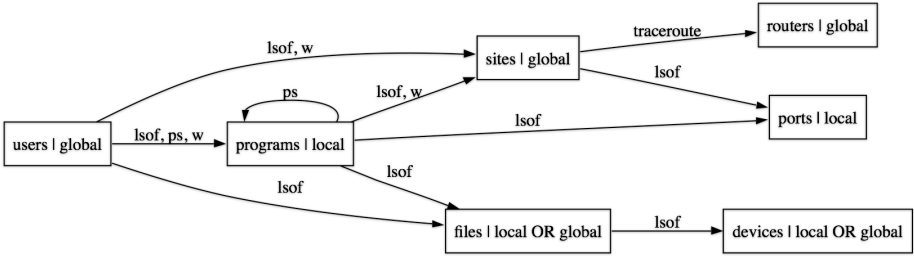 routers | global
traceroute
lsof, w
sites | global
lsof
ps
lsof, w
lsof
ports | local
users | global
lsof, ps, w
programs | local
lsof
lsof
files | local OR global
lsof
devices | local OR global